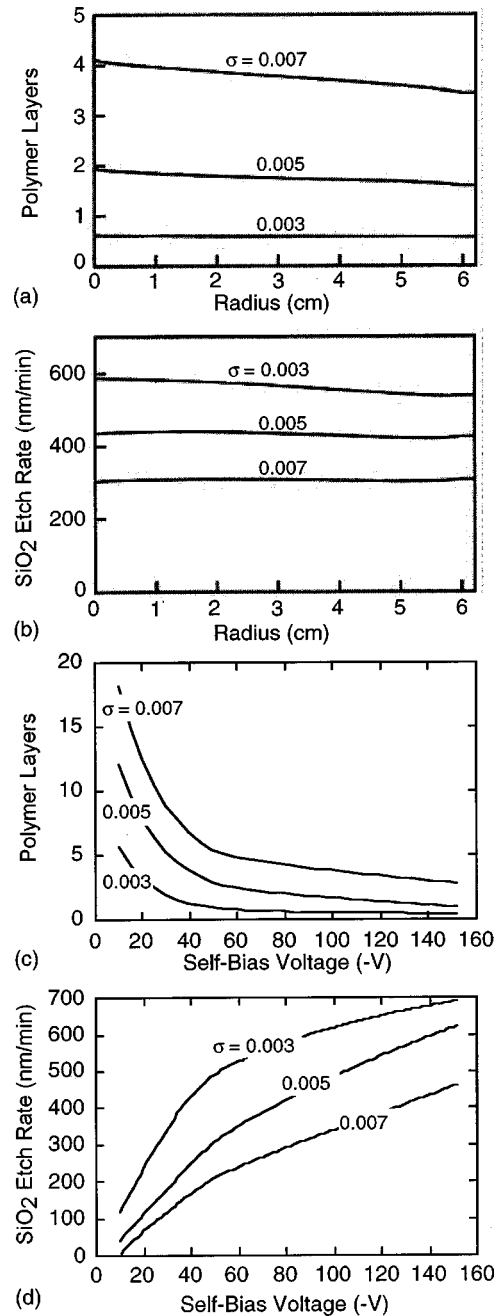 5
4
3
2
1
0
Polymer Layers
σ = 0.007
0.005
0.003
0 1 2 3 4 5 6
(a)
Radius (cm)
600
400
200
0
SiO2 Etch Rate (nm/min)
σ = 0.003
0.005
0.007
0 1 2 3 4 5 6
(b)
Radius (cm)
20
15
10
5
0
Polymer Layers
σ = 0.007
0.005
0.003
0 20 40 60 80 100 120 140 160
(c)
Self-Bias Voltage (-V)
700
600
500
400
300
200
100
0
SiO2 Etch Rate (nm/min)
σ = 0.003
0.005
0.007
0 20 40 60 80 100 120 140 160
(d)
Self-Bias Voltage (-V)